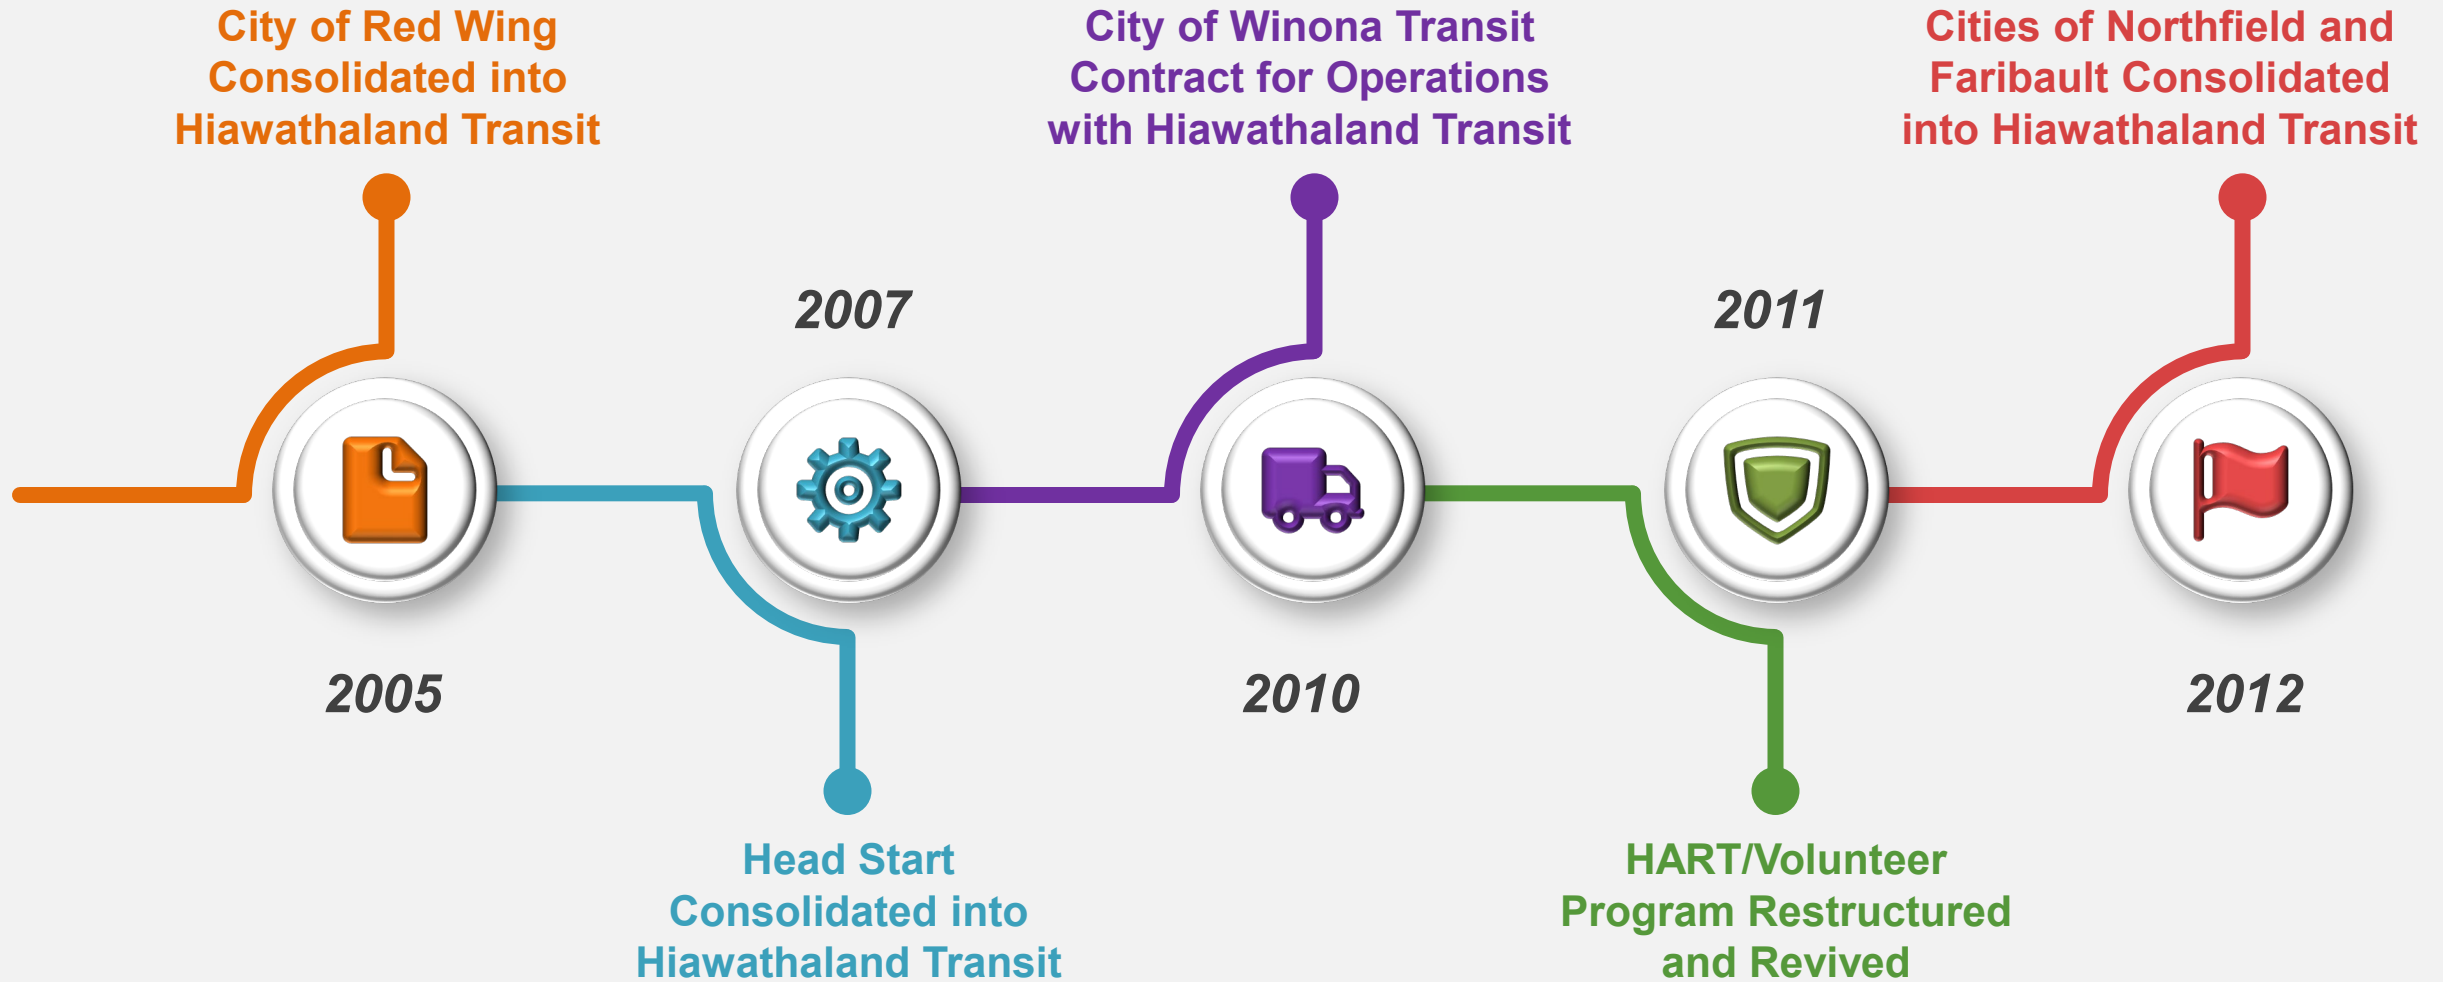 City of Red Wing
Consolidated into
Hiawathaland Transit
2005
2007
Head Start
Consolidated into
Hiawathaland Transit
City of Winona Transit
Contract for Operations
with Hiawathaland Transit
2010
2011
HART/Volunteer
Program Restructured
and Revived
Cities of Northfield and
Faribault Consolidated
into Hiawathaland Transit
2012